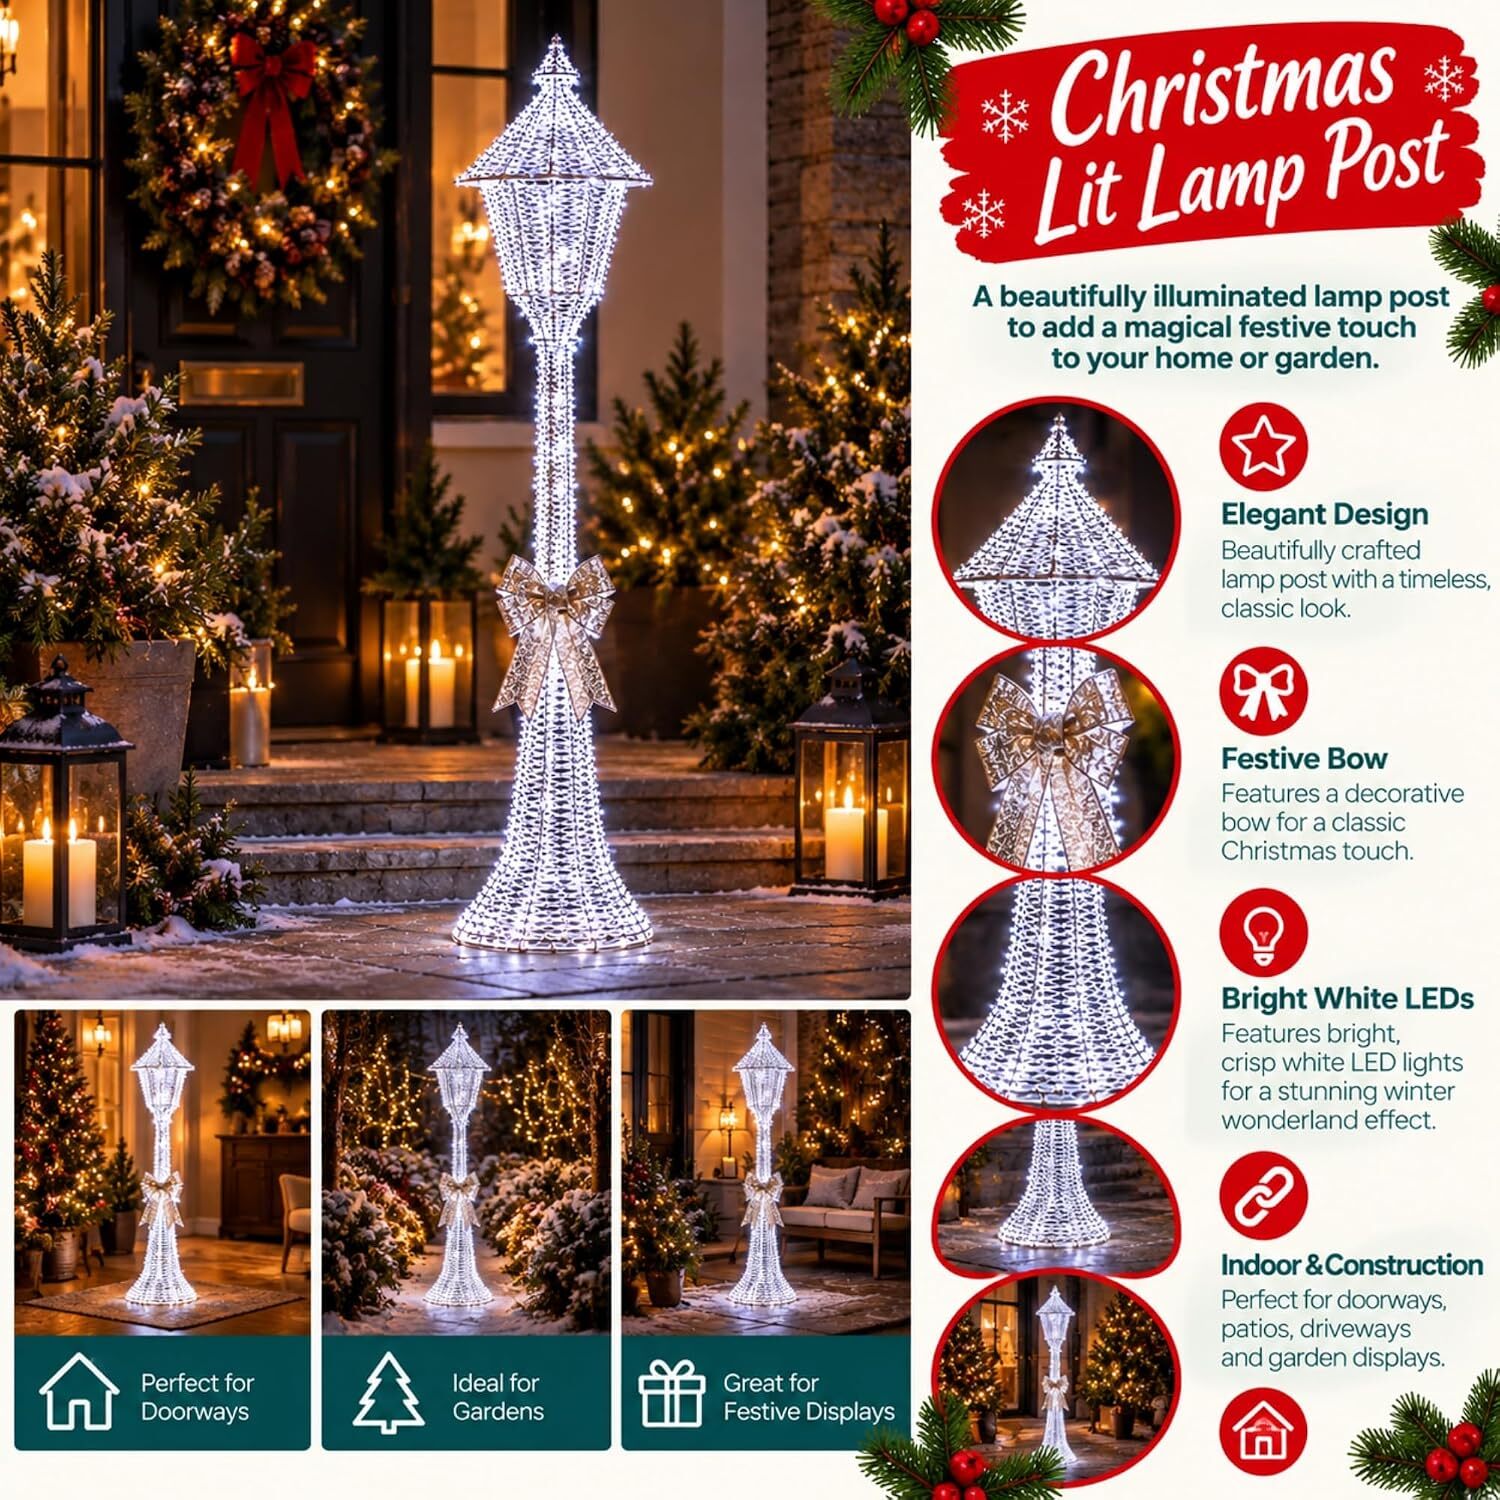 Christmas
Lit Lamp Post
A beautifully illuminated lamp post
to add a magical festive touch
to your home or garden.
Elegant Design
Beautifully crafted
lamp post with a timeless,
classic look.
Festive Bow
Features a decorative
bow for a classic
Christmas touch.
Bright White LEDs
Features bright,
crisp white LED lights
for a stunning winter
wonderland effect.
Indoor & Construction
Perfect for doorways,
patios, driveways
and garden displays.
Perfect for
Doorways
Ideal for
Gardens
Great for
Festive Displays